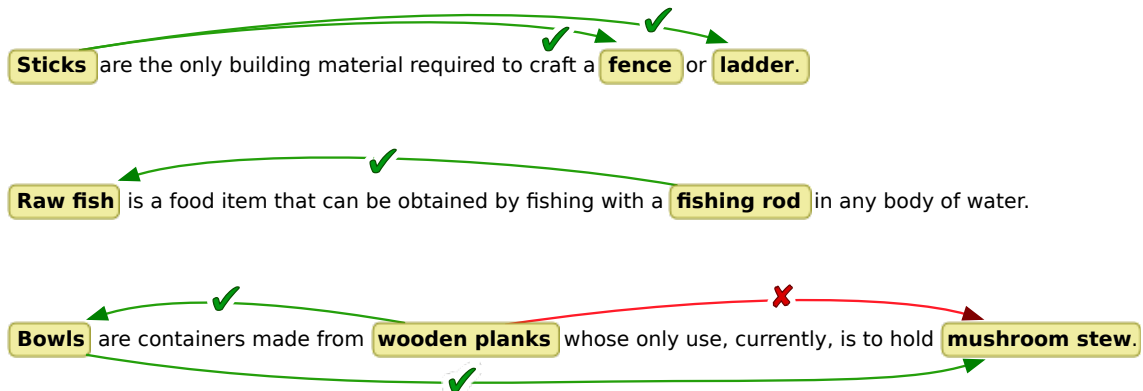 Sticks are the only building material required to craft a fence or ladder.
Raw fish is a food item that can be obtained by fishing with a fishing rod in any body of water.
Bowls are containers made from wooden planks whose only use, currently, is to hold mushroom stew.